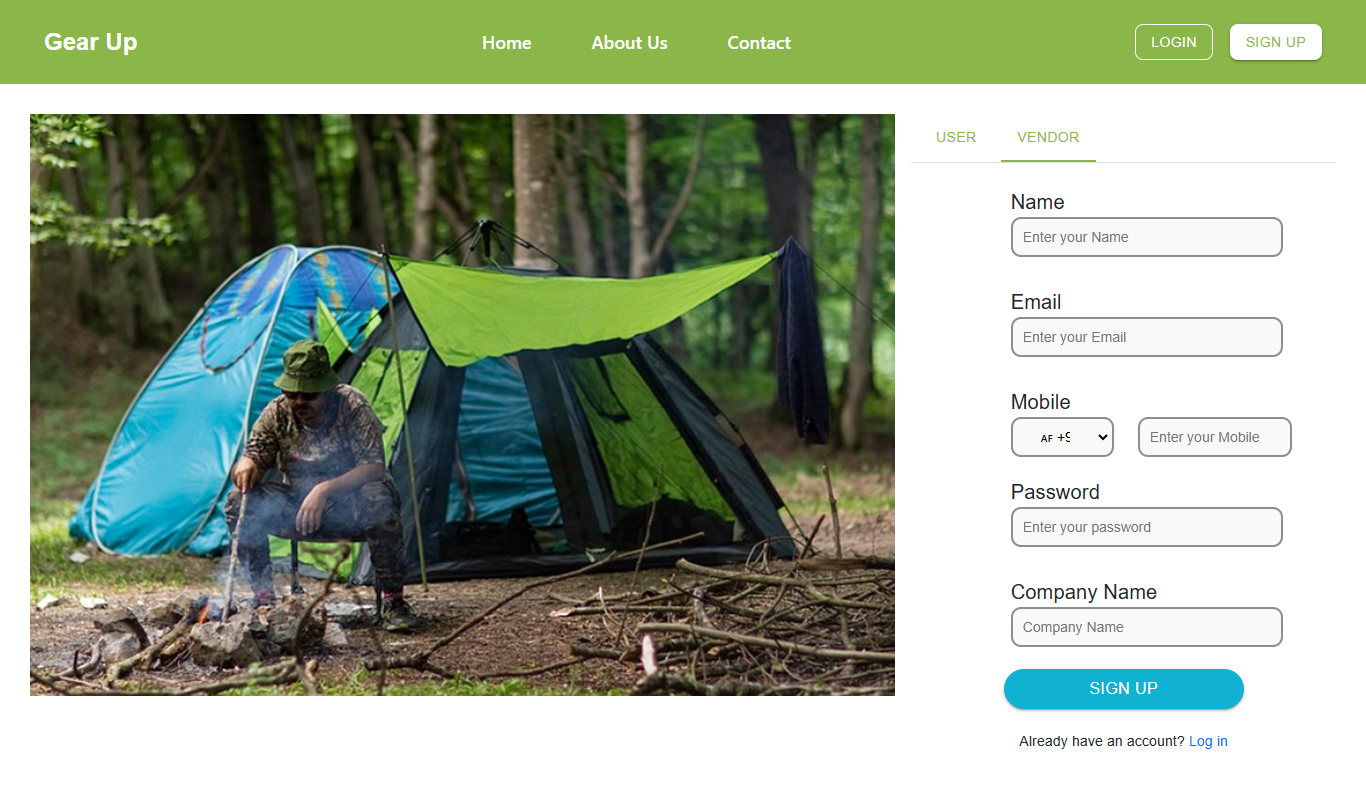 Gear Up
Home
About Us
Contact
LOGIN
SIGN UP
USER
VENDOR
Name
Enter your Name
Email
Enter your Email
Mobile
AF +9
Enter your Mobile
Password
Enter your password
Company Name
Company Name
SIGN UP
Already have an account? Log in